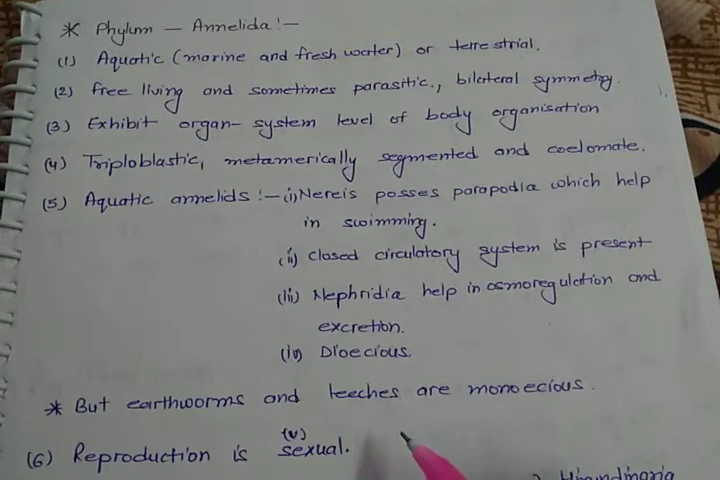 * Phylum - Annelida :-
(1) Aquatic (marine and fresh water) or terrestrial.
(2) free living and sometimes parasitic., bilateral symmetry.
(3) Exhibit organ-system level of body organisation
(4) Triploblastic, metamerically segmented and coelomate.
(5) Aquatic annelids :- (i) Nereis posses parapodia which help
in swimming.
(ii) closed circulatory system is present
(iii) Nephridia help in osmoregulation and
excretion.
(iv) Dioecious.
* But earthworms and leeches are monoecious.
(v)
(6) Reproduction is sexual.